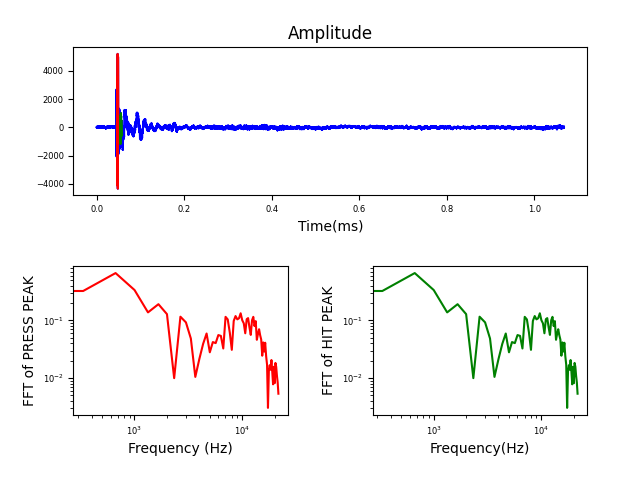 Amplitude
4000
2000
0
−2000
−4000
0.0 0.2 0.4 0.6 0.8 1.0
Time(ms)
FFT of PRESS PEAK
10⁻¹
10⁻²
10³ 10⁴
Frequency (Hz)
FFT of HIT PEAK
10⁻¹
10⁻²
10³ 10⁴
Frequency(Hz)